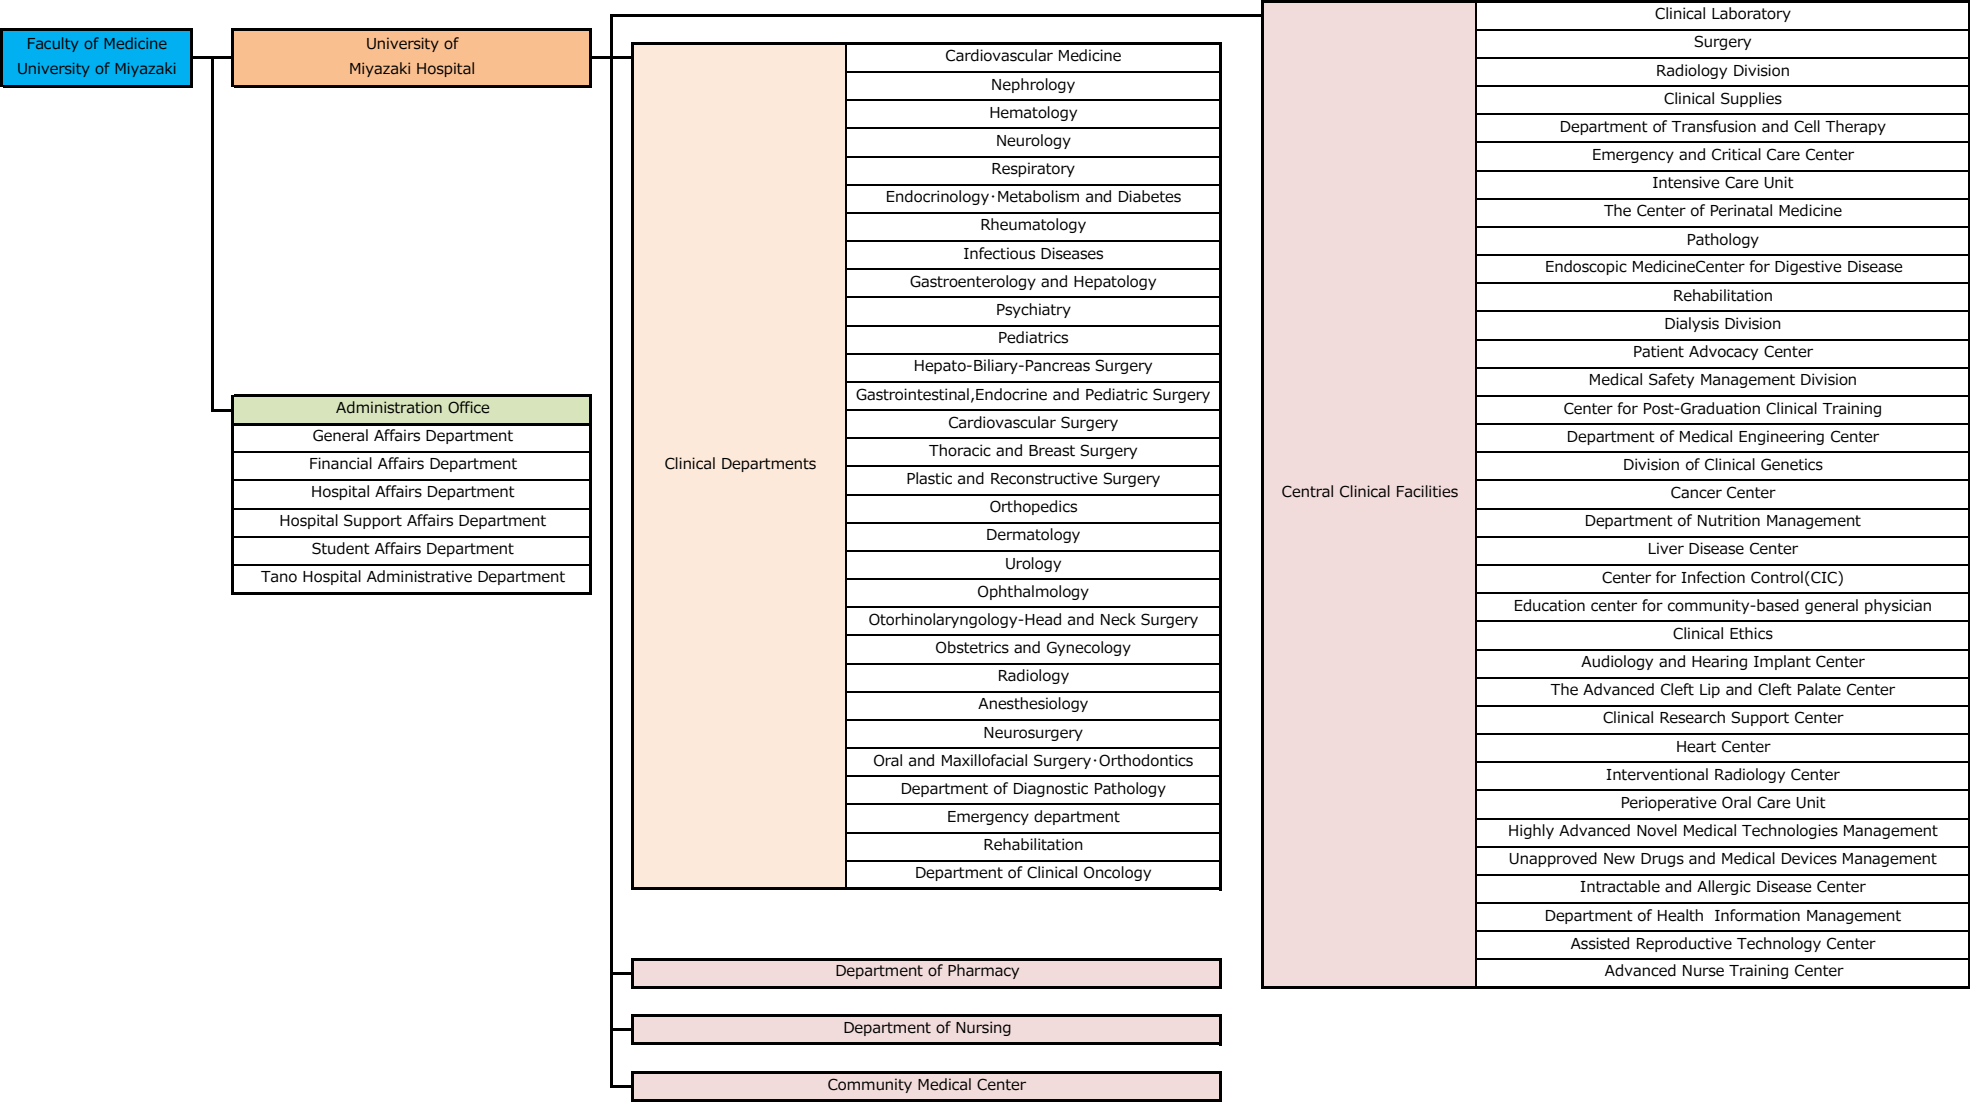 Faculty of Medicine
University of Miyazaki
University of
Miyazaki Hospital
Administration Office
General Affairs Department
Financial Affairs Department
Hospital Affairs Department
Hospital Support Affairs Department
Student Affairs Department
Tano Hospital Administrative Department
Clinical Departments
Cardiovascular Medicine
Nephrology
Hematology
Neurology
Respiratory
Endocrinology･Metabolism and Diabetes
Rheumatology
Infectious Diseases
Gastroenterology and Hepatology
Psychiatry
Pediatrics
Hepato-Biliary-Pancreas Surgery
Gastrointestinal,Endocrine and Pediatric Surgery
Cardiovascular Surgery
Thoracic and Breast Surgery
Plastic and Reconstructive Surgery
Orthopedics
Dermatology
Urology
Ophthalmology
Otorhinolaryngology-Head and Neck Surgery
Obstetrics and Gynecology
Radiology
Anesthesiology
Neurosurgery
Oral and Maxillofacial Surgery･Orthodontics
Department of Diagnostic Pathology
Emergency department
Rehabilitation
Department of Clinical Oncology
Department of Pharmacy
Department of Nursing
Community Medical Center
Central Clinical Facilities
Clinical Laboratory
Surgery
Radiology Division
Clinical Supplies
Department of Transfusion and Cell Therapy
Emergency and Critical Care Center
Intensive Care Unit
The Center of Perinatal Medicine
Pathology
Endoscopic MedicineCenter for Digestive Disease
Rehabilitation
Dialysis Division
Patient Advocacy Center
Medical Safety Management Division
Center for Post-Graduation Clinical Training
Department of Medical Engineering Center
Division of Clinical Genetics
Cancer Center
Department of Nutrition Management
Liver Disease Center
Center for Infection Control(CIC)
Education center for community-based general physician
Clinical Ethics
Audiology and Hearing Implant Center
The Advanced Cleft Lip and Cleft Palate Center
Clinical Research Support Center
Heart Center
Interventional Radiology Center
Perioperative Oral Care Unit
Highly Advanced Novel Medical Technologies Management
Unapproved New Drugs and Medical Devices Management
Intractable and Allergic Disease Center
Department of Health  Information Management
Assisted Reproductive Technology Center
Advanced Nurse Training Center